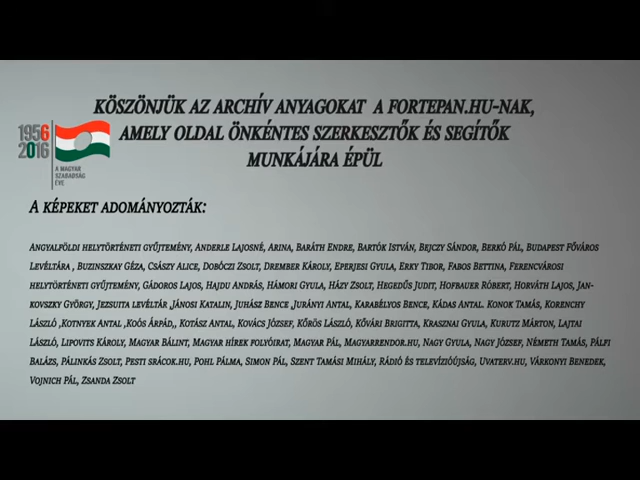 KÖSZÖNJÜK AZ ARCHÍV ANYAGOKAT A FORTEPAN.HU-NAK,
AMELY OLDAL ÖNKÉNTES SZERKESZTŐK ÉS SEGÍTŐK
MUNKÁJÁRA ÉPÜL
1956
2016
A MAGYAR
SZABADSÁG
ÉVE
A KÉPEKET ADOMÁNYOZTÁK:
ANGYALFÖLDI HELYTÖRTÉNETI GYŰJTEMÉNY, ANDERLE LAJOSNÉ, ARINA, BARÁTH ENDRE, BARTÓK ISTVÁN, BEJCZY SÁNDOR, BERKÓ PÁL, BUDAPEST FŐVÁROS
LEVÉLTÁRA , BUZINSZKAY GÉZA, CSÁSZY ALICE, DOBÓCZI ZSOLT, DREMBER KÁROLY, EPERJESI GYULA, ERKY TIBOR, FABOS BETTINA, FERENCVÁROSI
HELYTÖRTÉNETI GYŰJTEMÉNY, GÁDOROS LAJOS, HAJDU ANDRÁS, HÁMORI GYULA, HÁZY ZSOLT, HEGEDŰS JUDIT, HOFBAUER RÓBERT, HORVÁTH LAJOS, JAN-
KOVSZKY GYÖRGY, JEZSUITA LEVÉLTÁR ,JÁNOSI KATALIN, JUHÁSZ BENCE ,JURÁNYI ANTAL, KARABÉLYOS BENCE, KÁDAS ANTAL. KONOK TAMÁS, KORENCHY
LÁSZLÓ ,KOTNYEK ANTAL ,KOÓS ÁRPÁD,, KOTÁSZ ANTAL, KOVÁCS JÓZSEF, KŐRÖS LÁSZLÓ, KŐVÁRI BRIGITTA, KRASZNAI GYULA, KURUTZ MÁRTON, LAJTAI
LÁSZLÓ, LIPOVITS KÁROLY, MAGYAR BÁLINT, MAGYAR HÍREK FOLYÓIRAT, MAGYAR PÁL, MAGYARRENDOR.HU, NAGY GYULA, NAGY JÓZSEF, NÉMETH TAMÁS, PÁLFI
BALÁZS, PÁLINKÁS ZSOLT, PESTI SRÁCOK.HU, POHL PÁLMA, SIMON PÁL, SZENT TAMÁSI MIHÁLY, RÁDIÓ ÉS TELEVÍZIÓÚJSÁG, UVATERV.HU, VÁRKONYI BENEDEK,
VOJNICH PÁL, ZSANDA ZSOLT